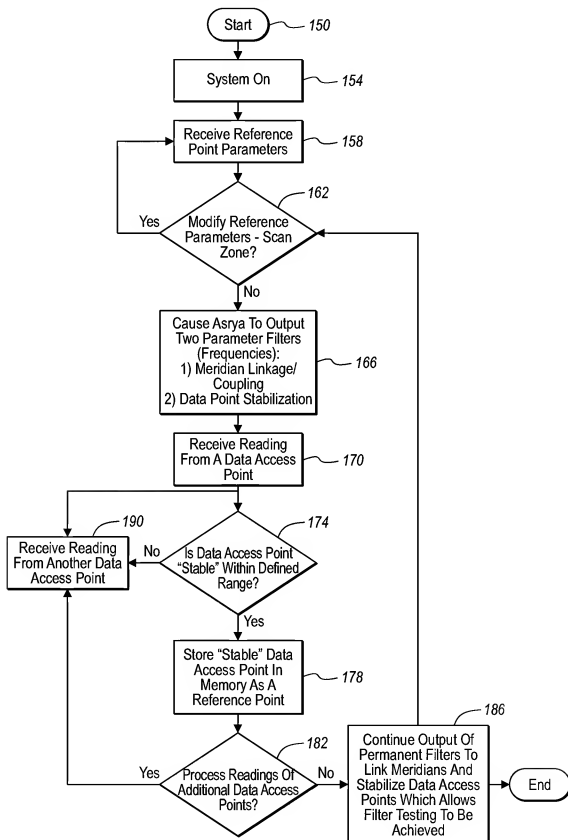 Start
150
System On
154
Receive Reference
Point Parameters
158
162
Modify Reference
Parameters - Scan
Zone?
Yes
No
Cause Asrya To Output
Two Parameter Filters
(Frequencies):
1) Meridian Linkage/
Coupling
2) Data Point Stabilization
166
Receive Reading
From A Data Access
Point
170
190
Receive Reading
From Another Data
Access Point
174
No
Is Data Access Point
"Stable" Within Defined
Range?
Yes
Store "Stable" Data
Access Point In
Memory As A
Reference Point
178
182
Yes
Process Readings Of
Additional Data Access
Points?
No
186
Continue Output Of
Permanent Filters To
Link Meridians And
Stabilize Data Access
Points Which Allows
Filter Testing To Be
Achieved
End